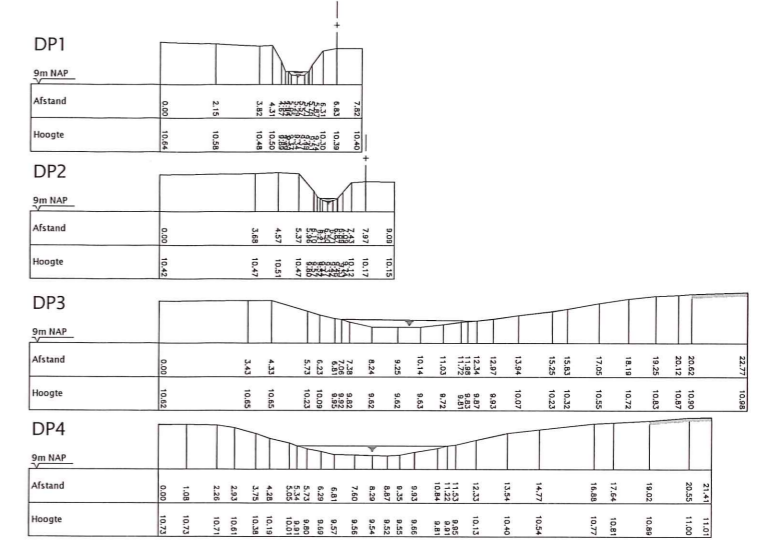 DP1
9m NAP
Afstand 0.00 2.15 3.82 4.31 6.31 6.83 7.82
Hoogte 10.64 10.58 10.48 10.50 10.30 10.39 10.40
DP2
9m NAP
Afstand 0.00 3.68 4.57 5.37 7.43 7.97 9.09
Hoogte 10.42 10.47 10.51 10.47 10.12 10.17 10.15
DP3
9m NAP
Afstand 0.00 3.43 4.33 5.73 6.23 6.81 7.06 7.38 8.24 9.25 10.14 11.03 11.72 11.98 12.34 12.97 13.94 15.25 15.83 17.05 18.19 19.25 20.12 20.62 22.77
Hoogte 10.62 10.65 10.65 10.23 10.09 9.95 9.92 9.82 9.62 9.62 9.63 9.72 9.81 9.83 9.87 9.93 10.07 10.23 10.32 10.55 10.72 10.83 10.87 10.90 10.98
DP4
9m NAP
Afstand 0.00 1.08 2.26 2.93 3.75 4.28 5.05 5.34 5.73 6.29 6.81 7.60 8.29 8.87 9.35 9.93 10.84 11.22 11.53 12.33 13.54 14.77 16.88 17.64 19.02 20.55 21.41
Hoogte 10.73 10.73 10.71 10.61 10.38 10.19 10.01 9.91 9.80 9.69 9.57 9.56 9.54 9.52 9.55 9.66 9.81 9.91 9.95 10.13 10.40 10.54 10.77 10.81 10.89 11.00 11.01